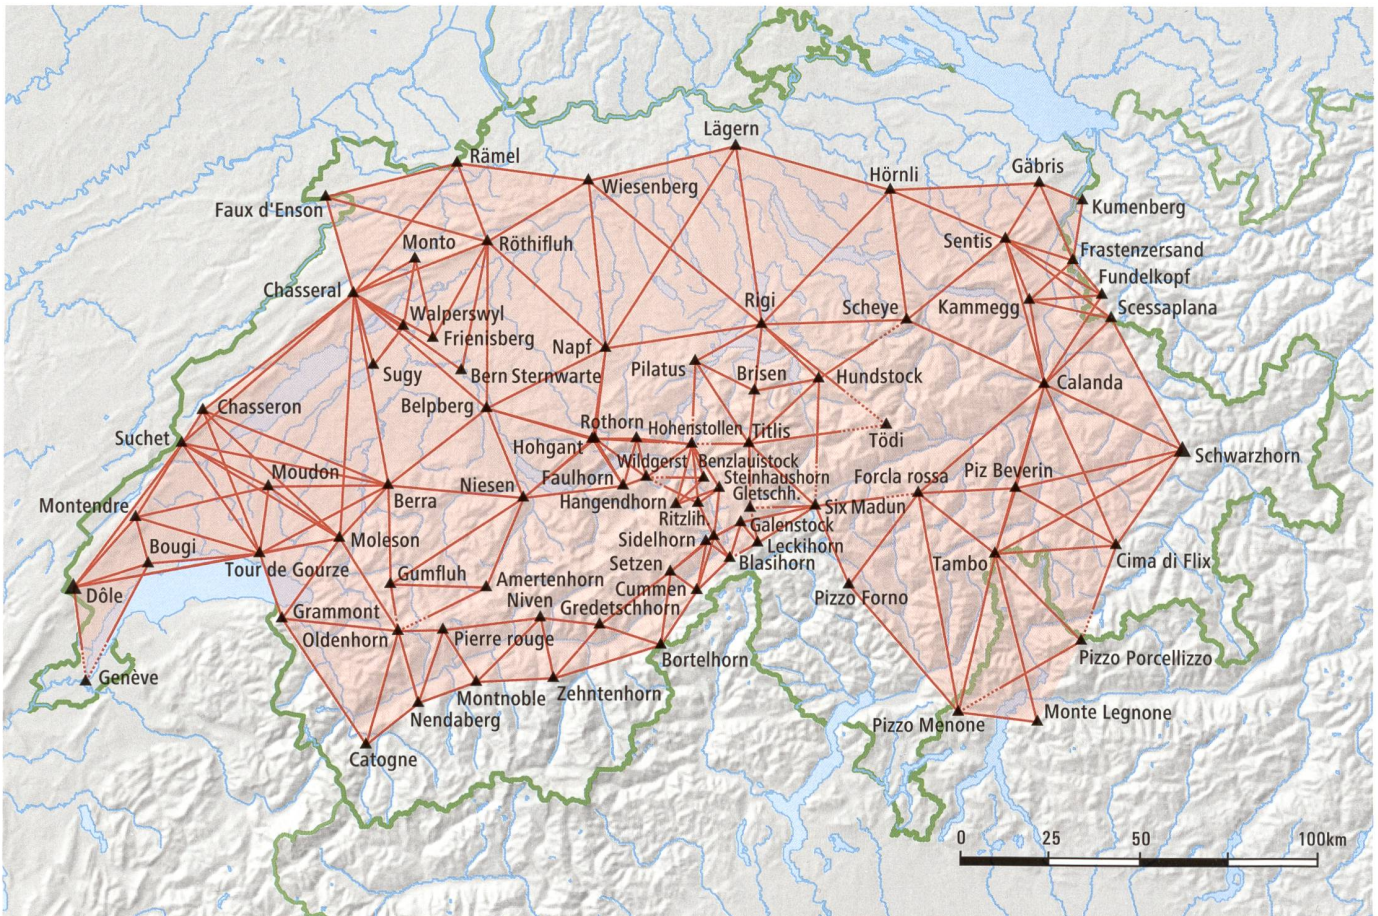 Lägern
Rämel
Wiesenberg
Hörnli
Gäbris
Faux d'Enson
Kumenberg
Monto
Röthifluh
Sentis
Frastenzersand
Fundelkopf
Chasseral
Walperswyl
Rigi
Scheye
Kammegg
Scessaplana
Frienisberg
Napf
Sugy
Bern Sternwarte
Pilatus
Brisen
Hundstock
Calanda
Chasseron
Belpberg
Rothorn
Hohenstollen
Titlis
Tödi
Suchet
Hohgant
Schwarzhorn
Moudon
Wildgerst
Benzlauistock
Faulhorn
Steinhaushorn
Forcla rossa
Piz Beverin
Berra
Niesen
Hangendhorn
Gletschh.
Montendre
Ritzlih
Six Madun
Galenstock
Bougi
Moleson
Sidelhorn
Leckihorn
Tour de Gourze
Setzen
Blasihorn
Tambo
Cima di Flix
Dôle
Gumfluh
Amertenhorn
Cummen
Pizzo Forno
Grammont
Niven
Gredetschhorn
Oldenhorn
Pierre rouge
Bortelhorn
Pizzo Porcellizzo
Genève
Montnoble
Zehntenhorn
Nendaberg
Pizzo Menone
Monte Legnone
Catogne
0 25 50 100km